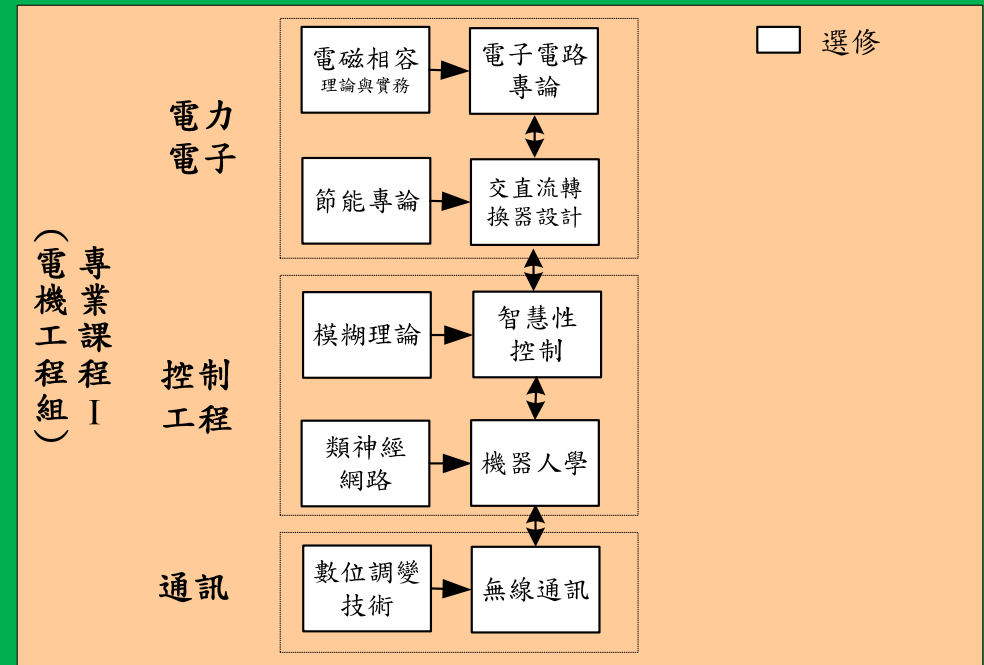 選修
專業課程Ⅰ
(電機工程組)
電力
電子
電磁相容
理論與實務
電子電路
專論
節能專論
交直流轉
換器設計
控制
工程
模糊理論
智慧性
控制
類神經
網路
機器人學
通訊
數位調變
技術
無線通訊